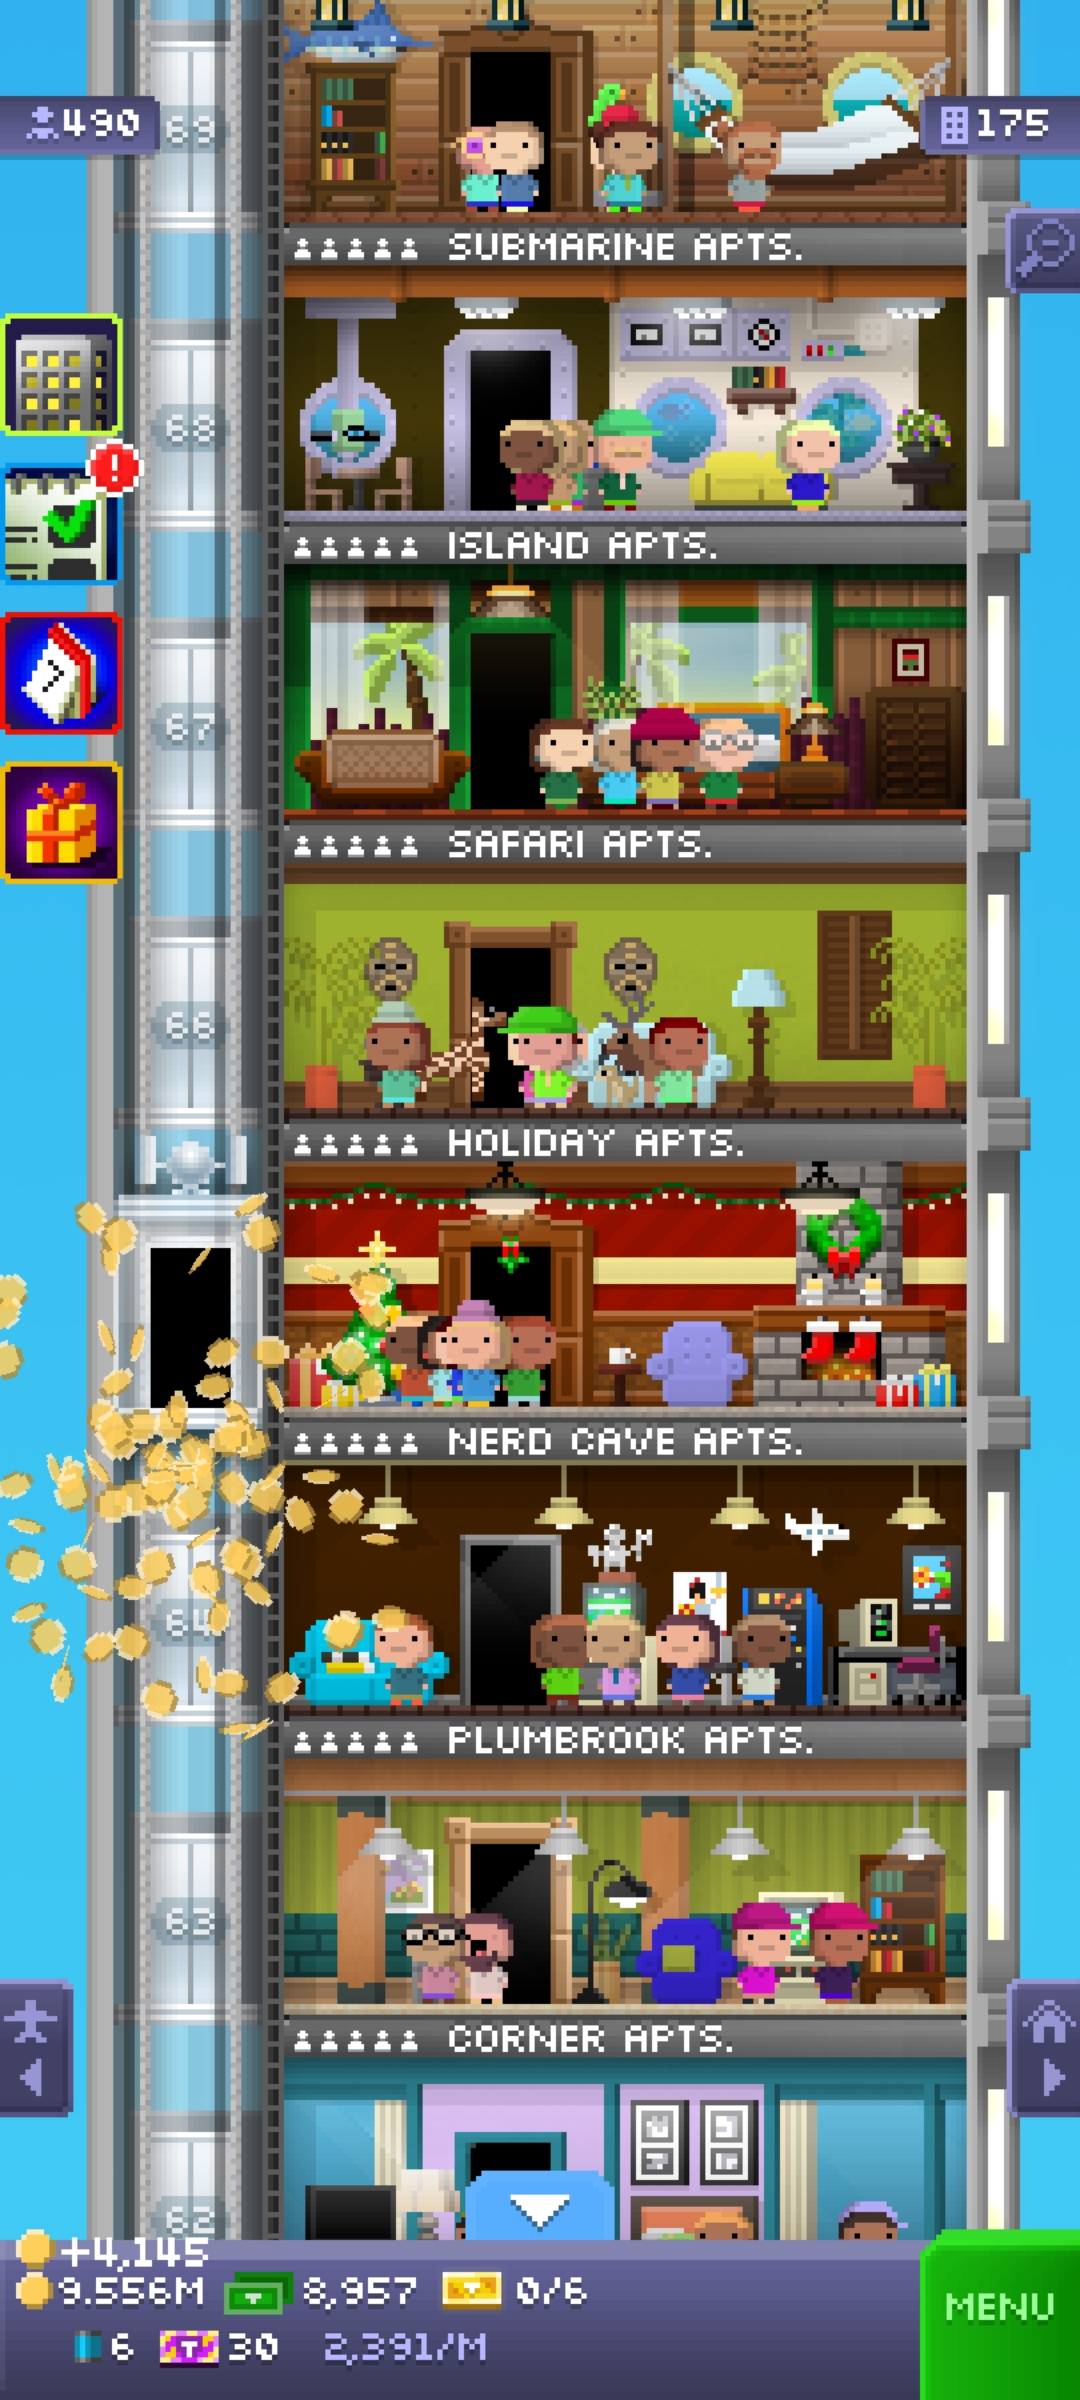 490
69
175
SUBMARINE APTS.
68
ISLAND APTS.
67
SAFARI APTS.
66
HOLIDAY APTS.
NERD CAVE APTS.
64
PLUMBROOK APTS.
63
CORNER APTS.
62
+4,145
9.556M 8,957 0/6
MENU
6 T 30 2,391/M